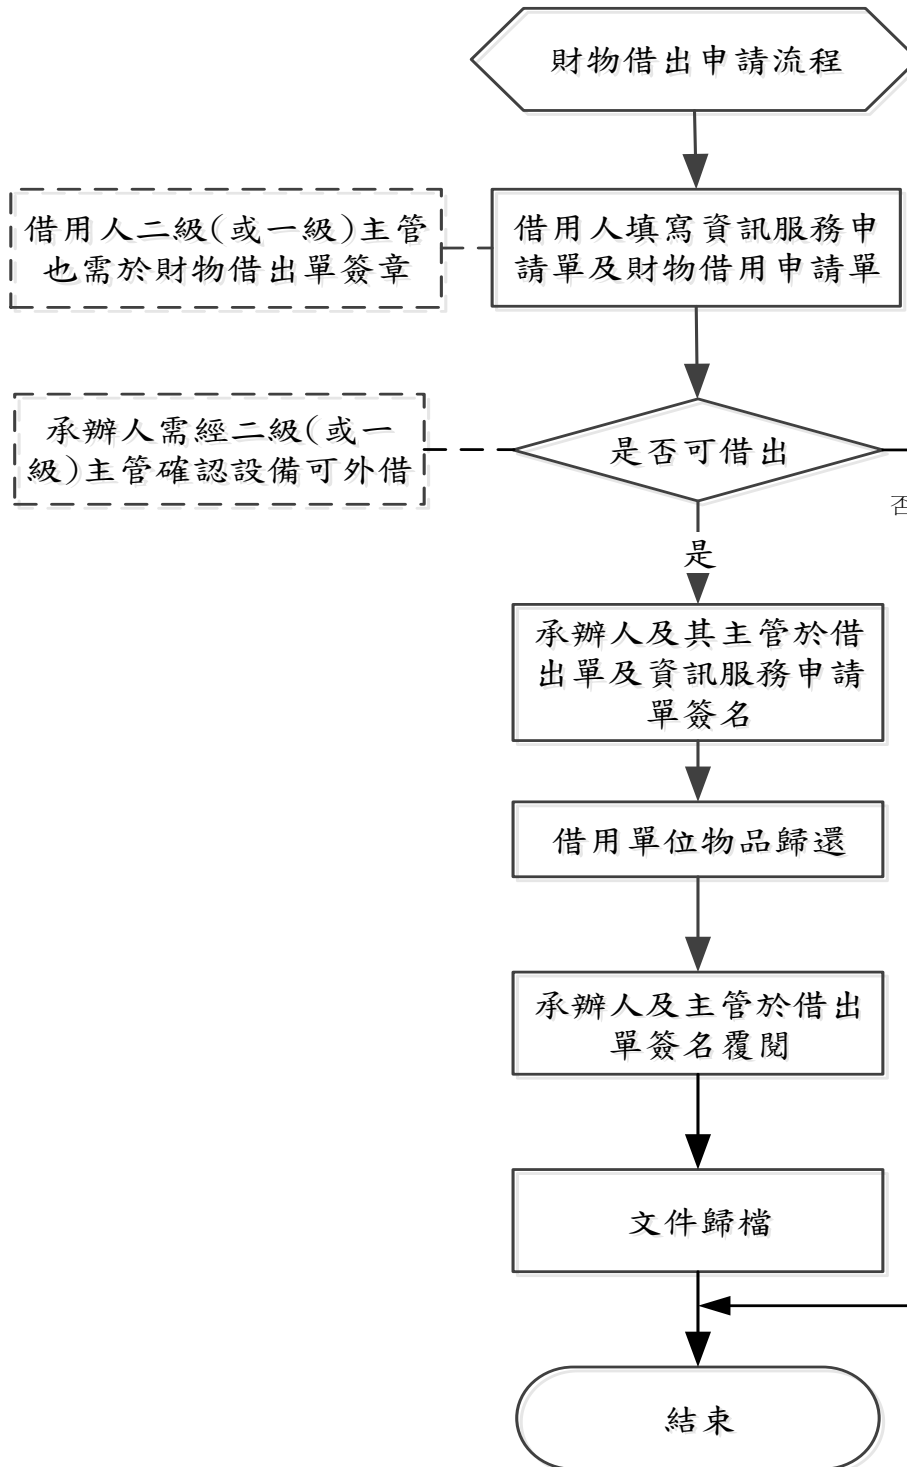 財物借出申請流程
借用人二級(或一級)主管
也需於財物借出單簽章
借用人填寫資訊服務申
請單及財物借用申請單
承辦人需經二級(或一
級)主管確認設備可外借
是否可借出
否
是
承辦人及其主管於借
出單及資訊服務申請
單簽名
借用單位物品歸還
承辦人及主管於借出
單簽名覆閱
文件歸檔
結束